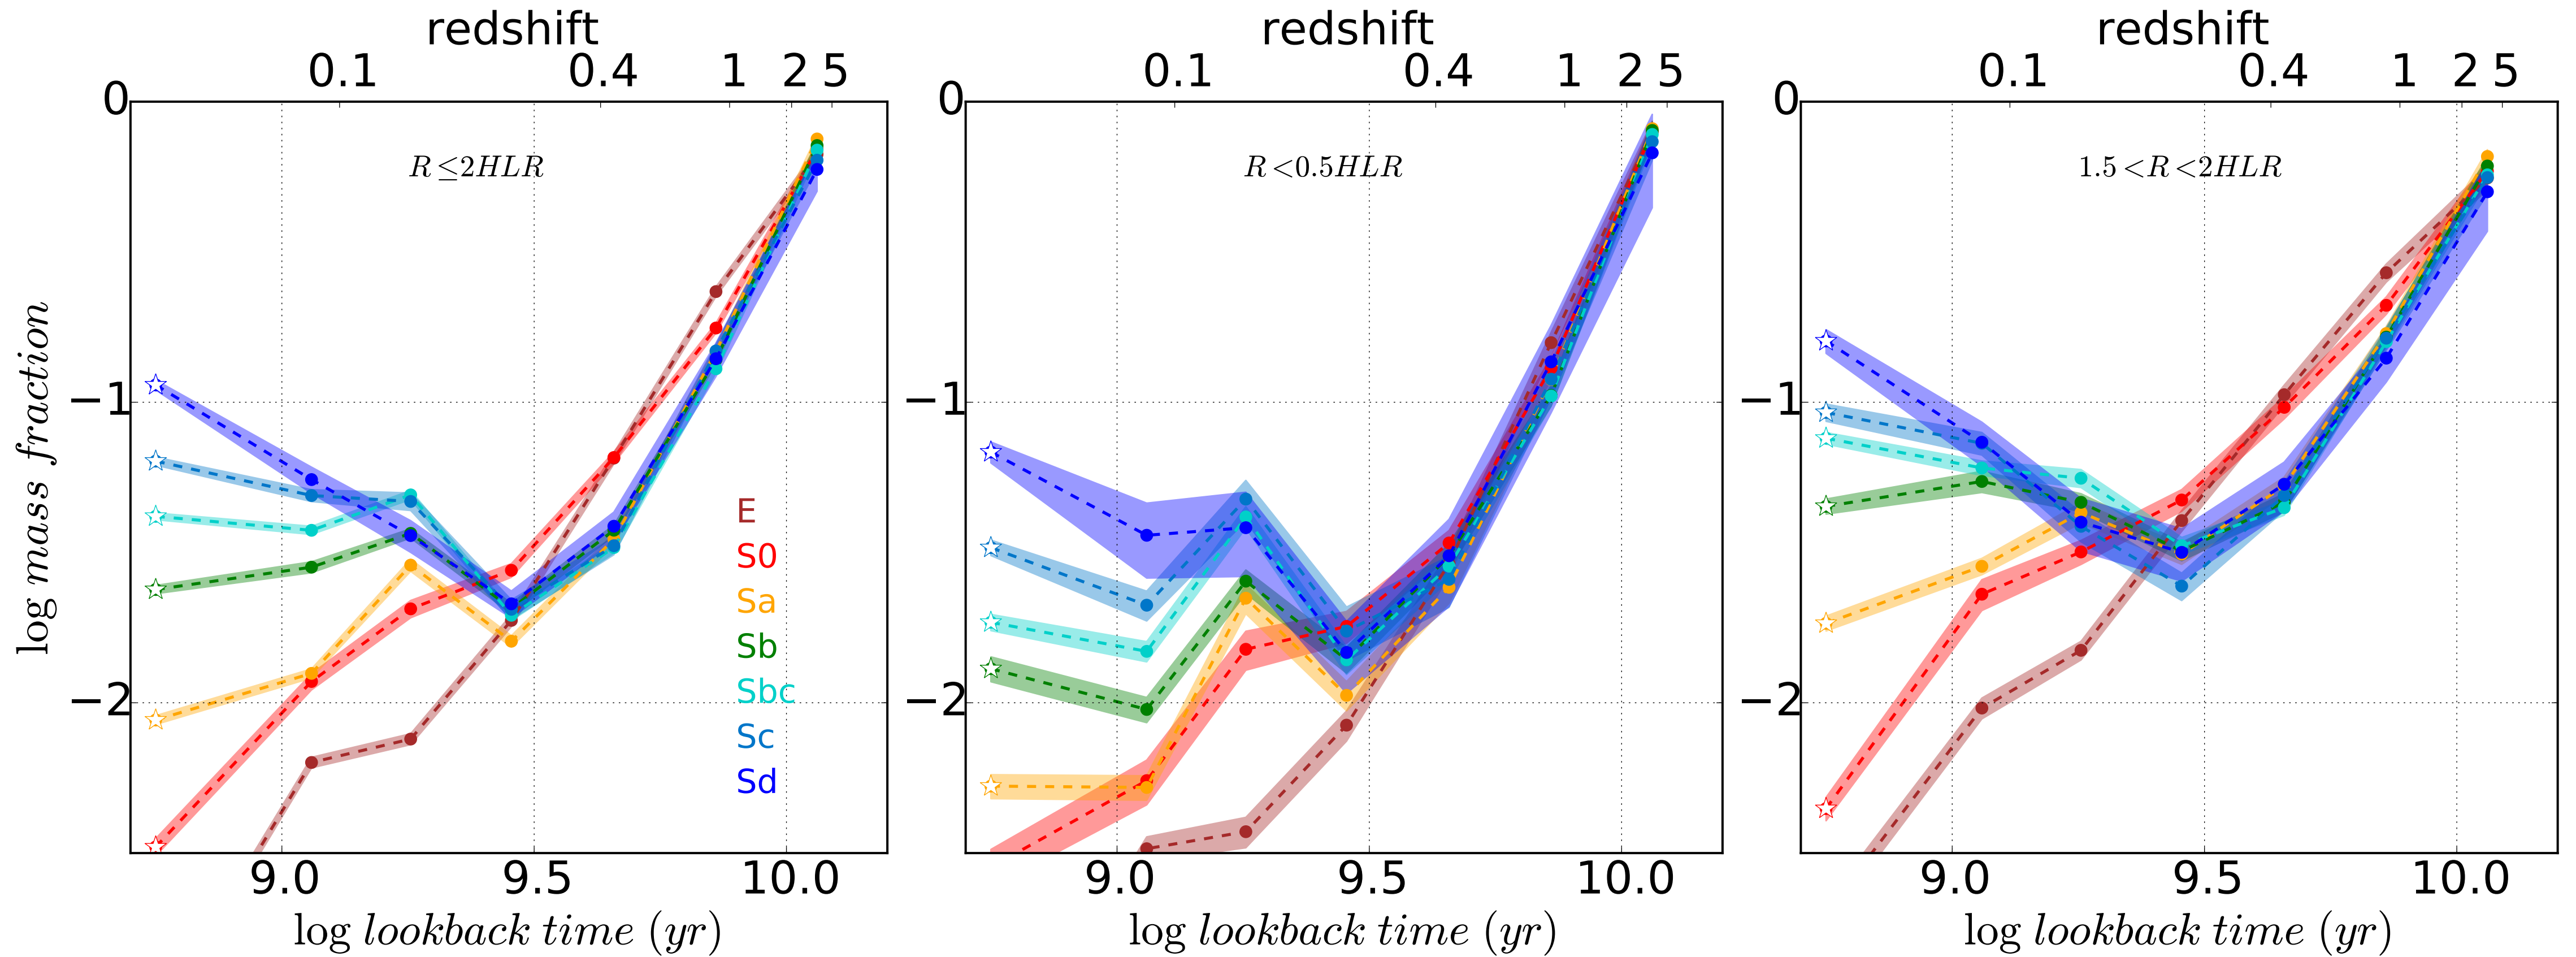 redshift redshift redshift
0.1 0.4 1 2 5 0.1 0.4 1 2 5 0.1 0.4 1 2 5
0 0 0
R≤2HLR R<0.5HLR 1.5<R<2HLR
log mass fraction
−1 −1 −1
E
S0
Sa
Sb
Sbc
−2 −2 −2
Sc
Sd
9.0 9.5 10.0 9.0 9.5 10.0 9.0 9.5 10.0
log lookback time (yr) log lookback time (yr) log lookback time (yr)